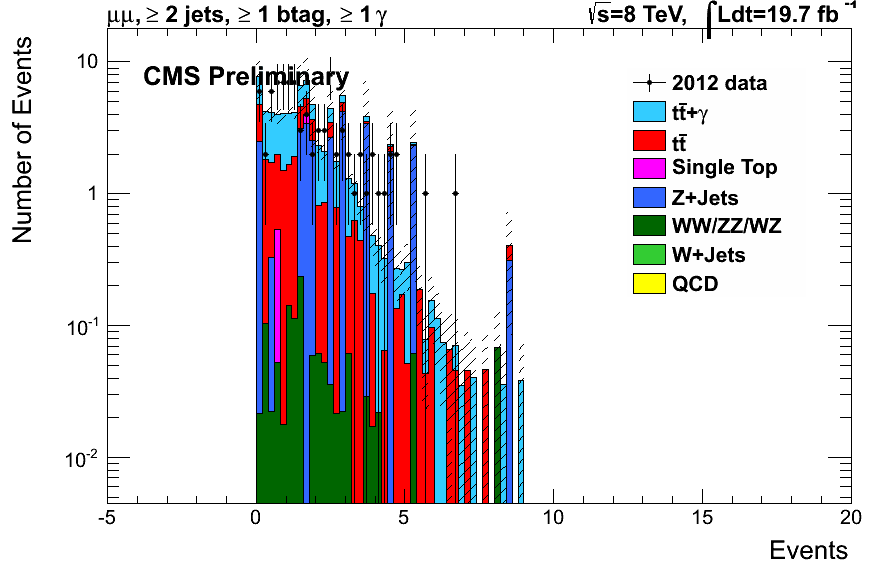 μμ, ≥ 2 jets, ≥ 1 btag, ≥ 1 γ
√s=8 TeV, ∫Ldt=19.7 fb⁻¹
Number of Events
CMS Preliminary
2012 data
tt̄+γ
tt̄
Single Top
Z+Jets
WW/ZZ/WZ
W+Jets
QCD
10
1
10⁻¹
10⁻²
-5 0 5 10 15 20
Events